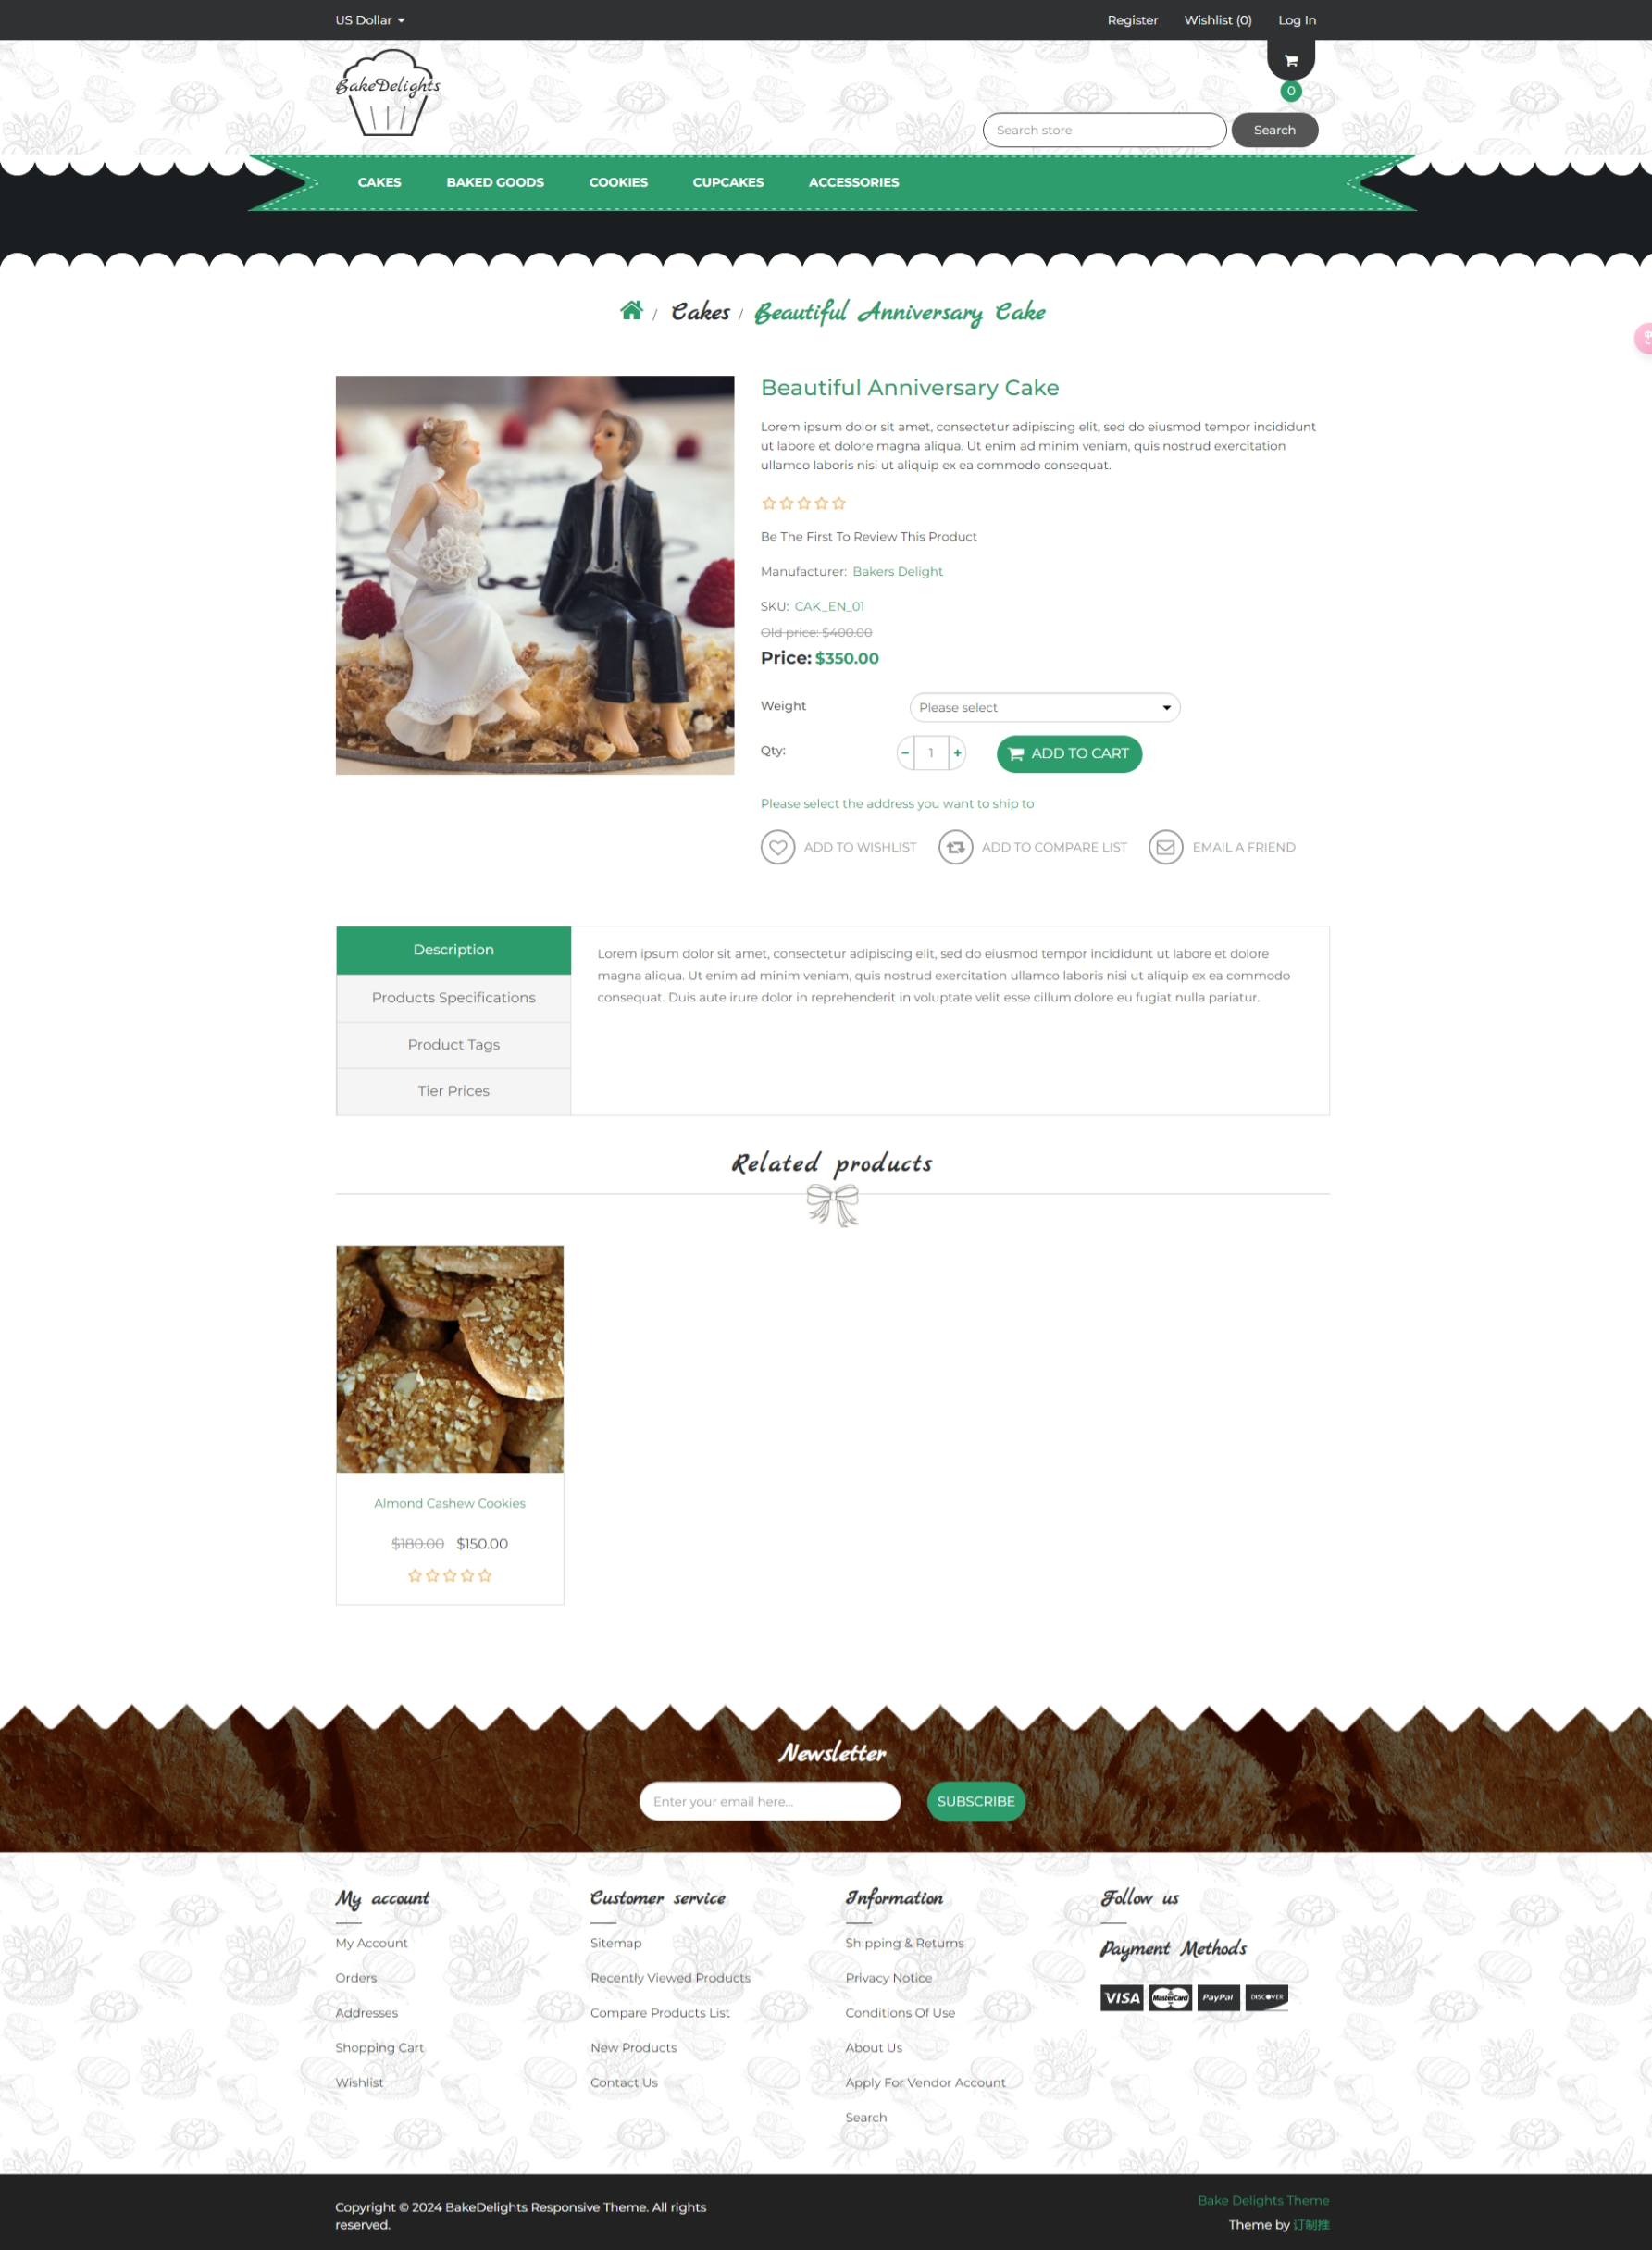 US Dollar
Register Wishlist (0) Log In
BakeDelights
0
Search store Search
CAKES BAKED GOODS COOKIES CUPCAKES ACCESSORIES
/ Cakes / Beautiful Anniversary Cake
Beautiful Anniversary Cake
Lorem ipsum dolor sit amet, consectetur adipiscing elit, sed do eiusmod tempor incididunt
ut labore et dolore magna aliqua. Ut enim ad minim veniam, quis nostrud exercitation
ullamco laboris nisi ut aliquip ex ea commodo consequat.
Be The First To Review This Product
Manufacturer: Bakers Delight
SKU: CAK_EN_01
Old price: $400.00
Price: $350.00
Weight Please select
Qty: - 1 + ADD TO CART
Please select the address you want to ship to
ADD TO WISHLIST ADD TO COMPARE LIST EMAIL A FRIEND
Description
Products Specifications
Product Tags
Tier Prices
Lorem ipsum dolor sit amet, consectetur adipiscing elit, sed do eiusmod tempor incididunt ut labore et dolore
magna aliqua. Ut enim ad minim veniam, quis nostrud exercitation ullamco laboris nisi ut aliquip ex ea commodo
consequat. Duis aute irure dolor in reprehenderit in voluptate velit esse cillum dolore eu fugiat nulla pariatur.
Related products
Almond Cashew Cookies
$180.00 $150.00
Newsletter
Enter your email here... SUBSCRIBE
My account
My Account
Orders
Addresses
Shopping Cart
Wishlist
Customer service
Sitemap
Recently Viewed Products
Compare Products List
New Products
Contact Us
Information
Shipping & Returns
Privacy Notice
Conditions Of Use
About Us
Apply For Vendor Account
Search
Follow us
Payment Methods
VISA MasterCard PayPal DISCOVER
Copyright © 2024 BakeDelights Responsive Theme. All rights
reserved.
Bake Delights Theme
Theme by 订制推